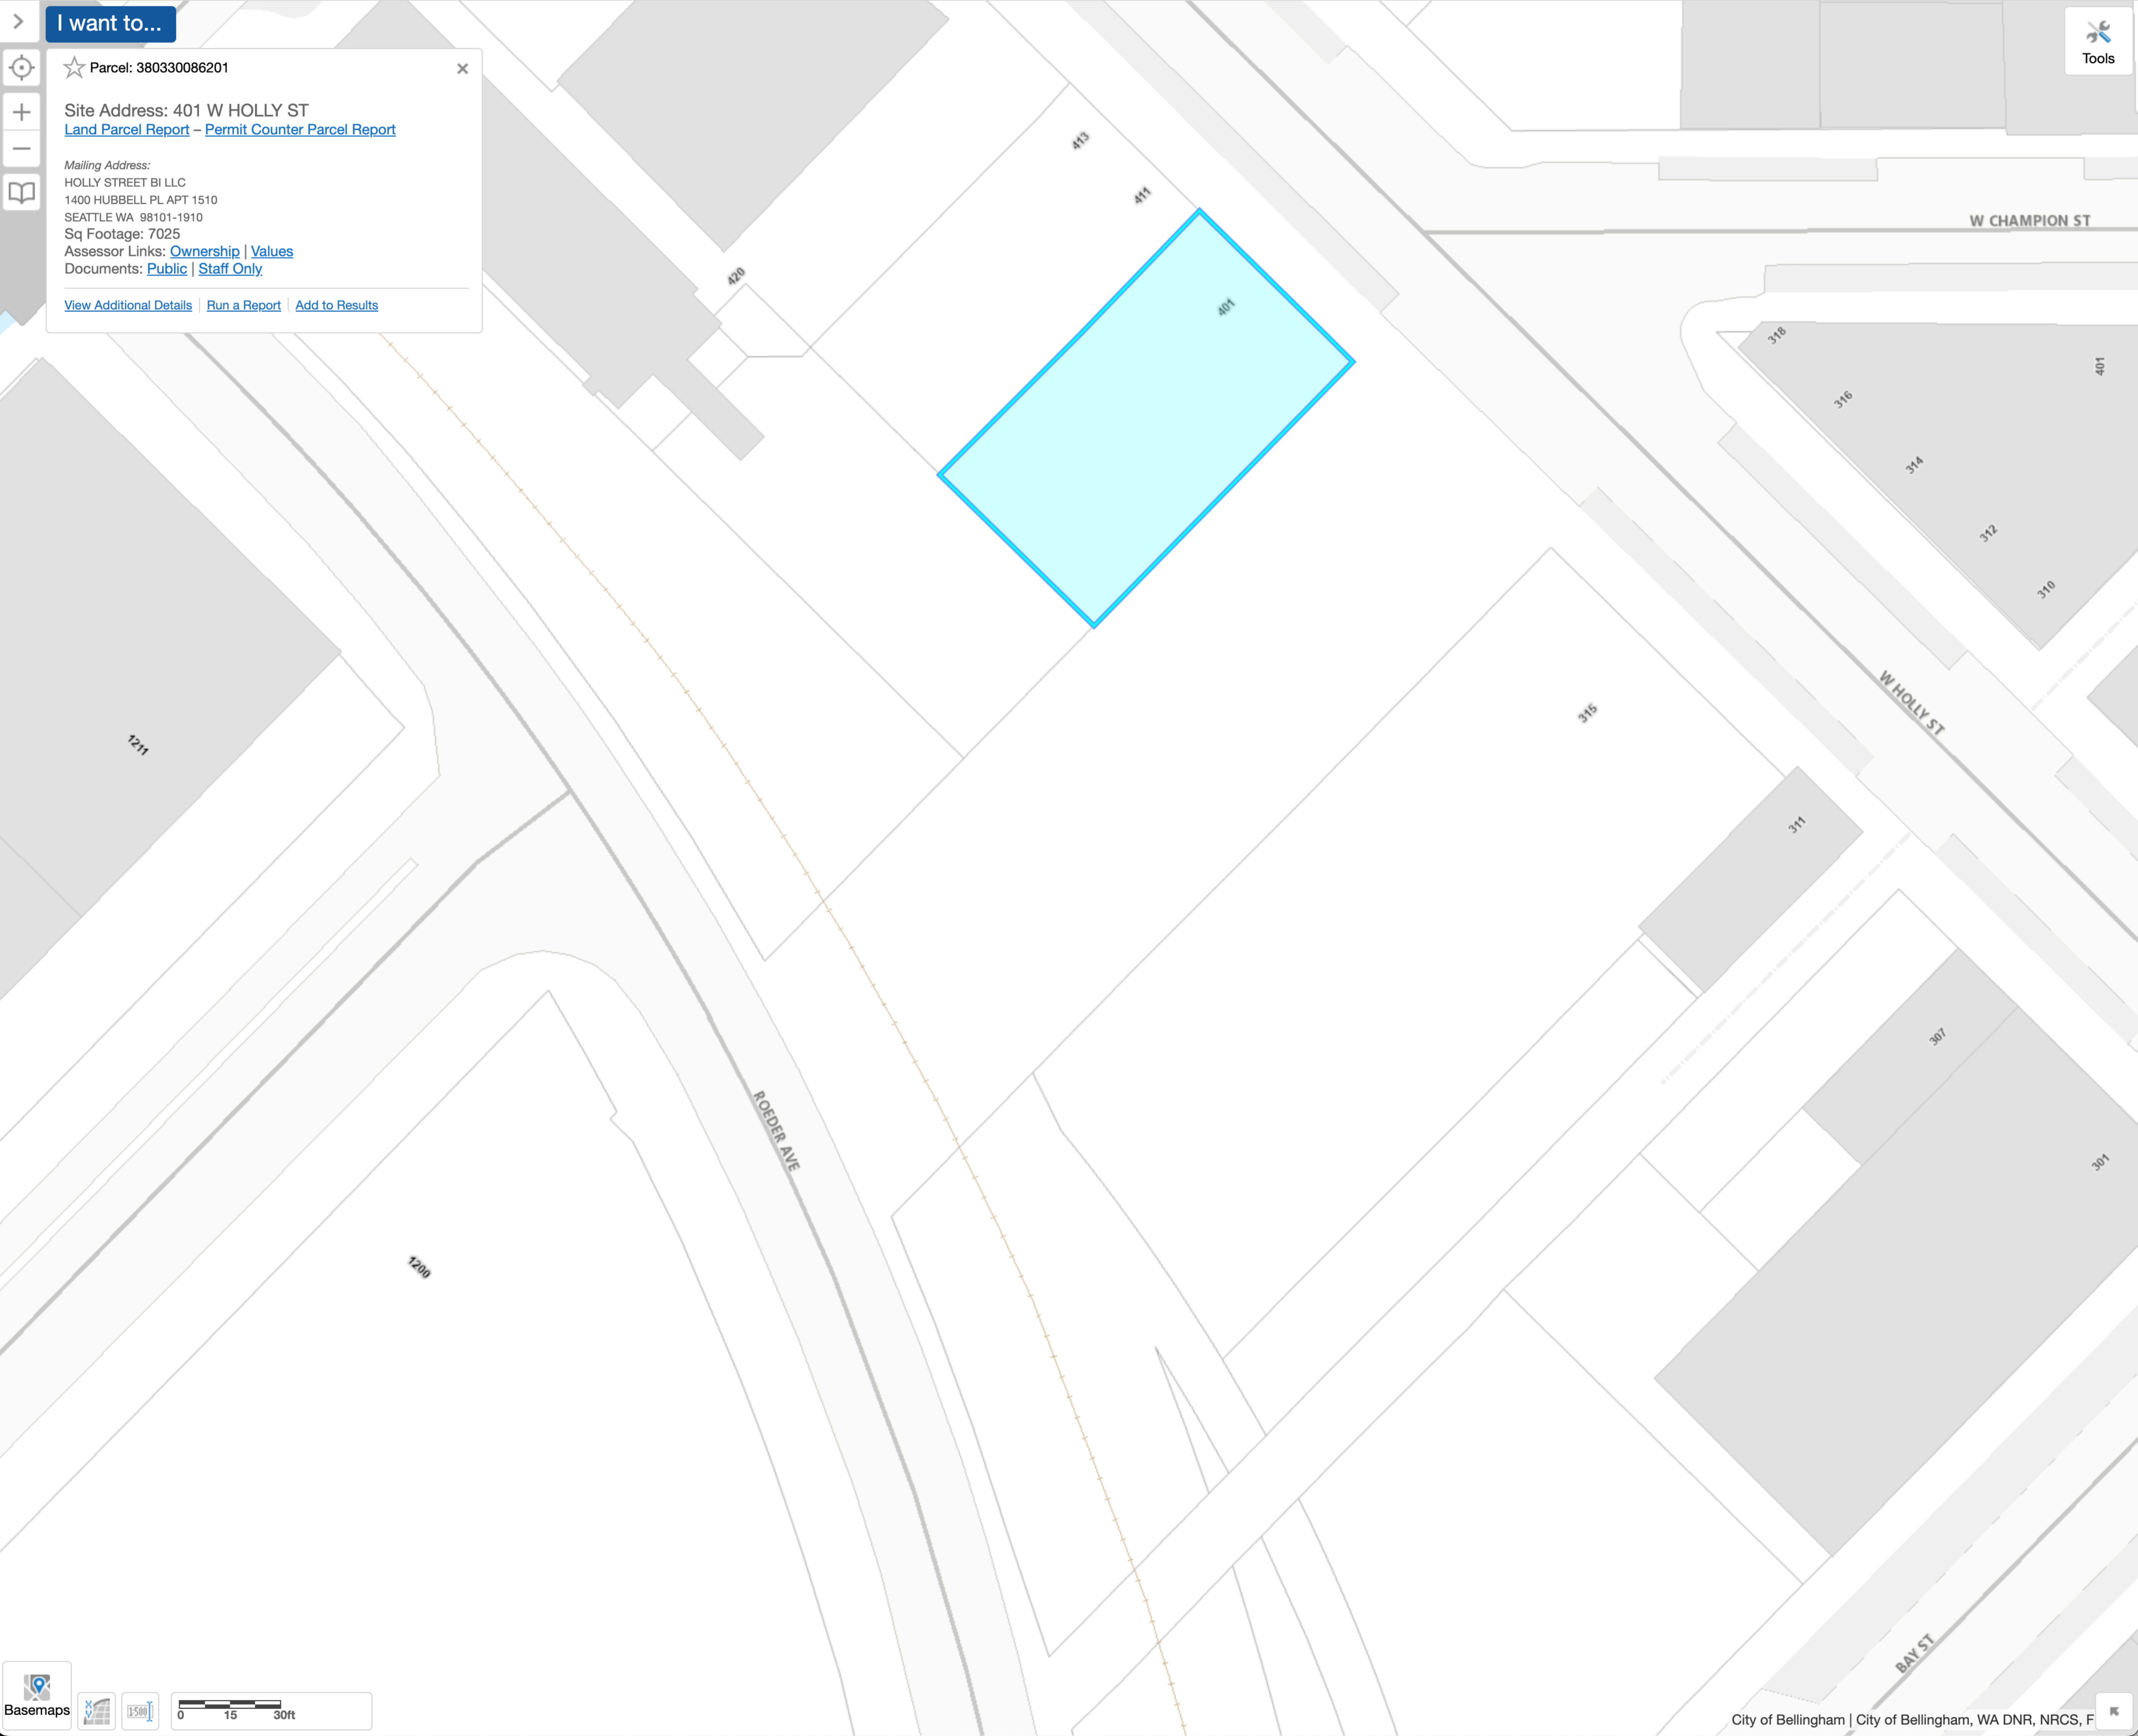 I want to...
Tools
Parcel: 380330086201
Site Address: 401 W HOLLY ST
Land Parcel Report – Permit Counter Parcel Report
Mailing Address:
HOLLY STREET BI LLC
1400 HUBBELL PL APT 1510
SEATTLE WA 98101-1910
Sq Footage: 7025
Assessor Links: Ownership | Values
Documents: Public | Staff Only
View Additional Details | Run a Report | Add to Results
413
411
W CHAMPION ST
420
401
318
401
316
314
312
310
W HOLLY ST
315
1211
311
307
ROEDER AVE
301
1200
BAY ST
Basemaps
1:500
0 15 30ft
City of Bellingham | City of Bellingham, WA DNR, NRCS, F